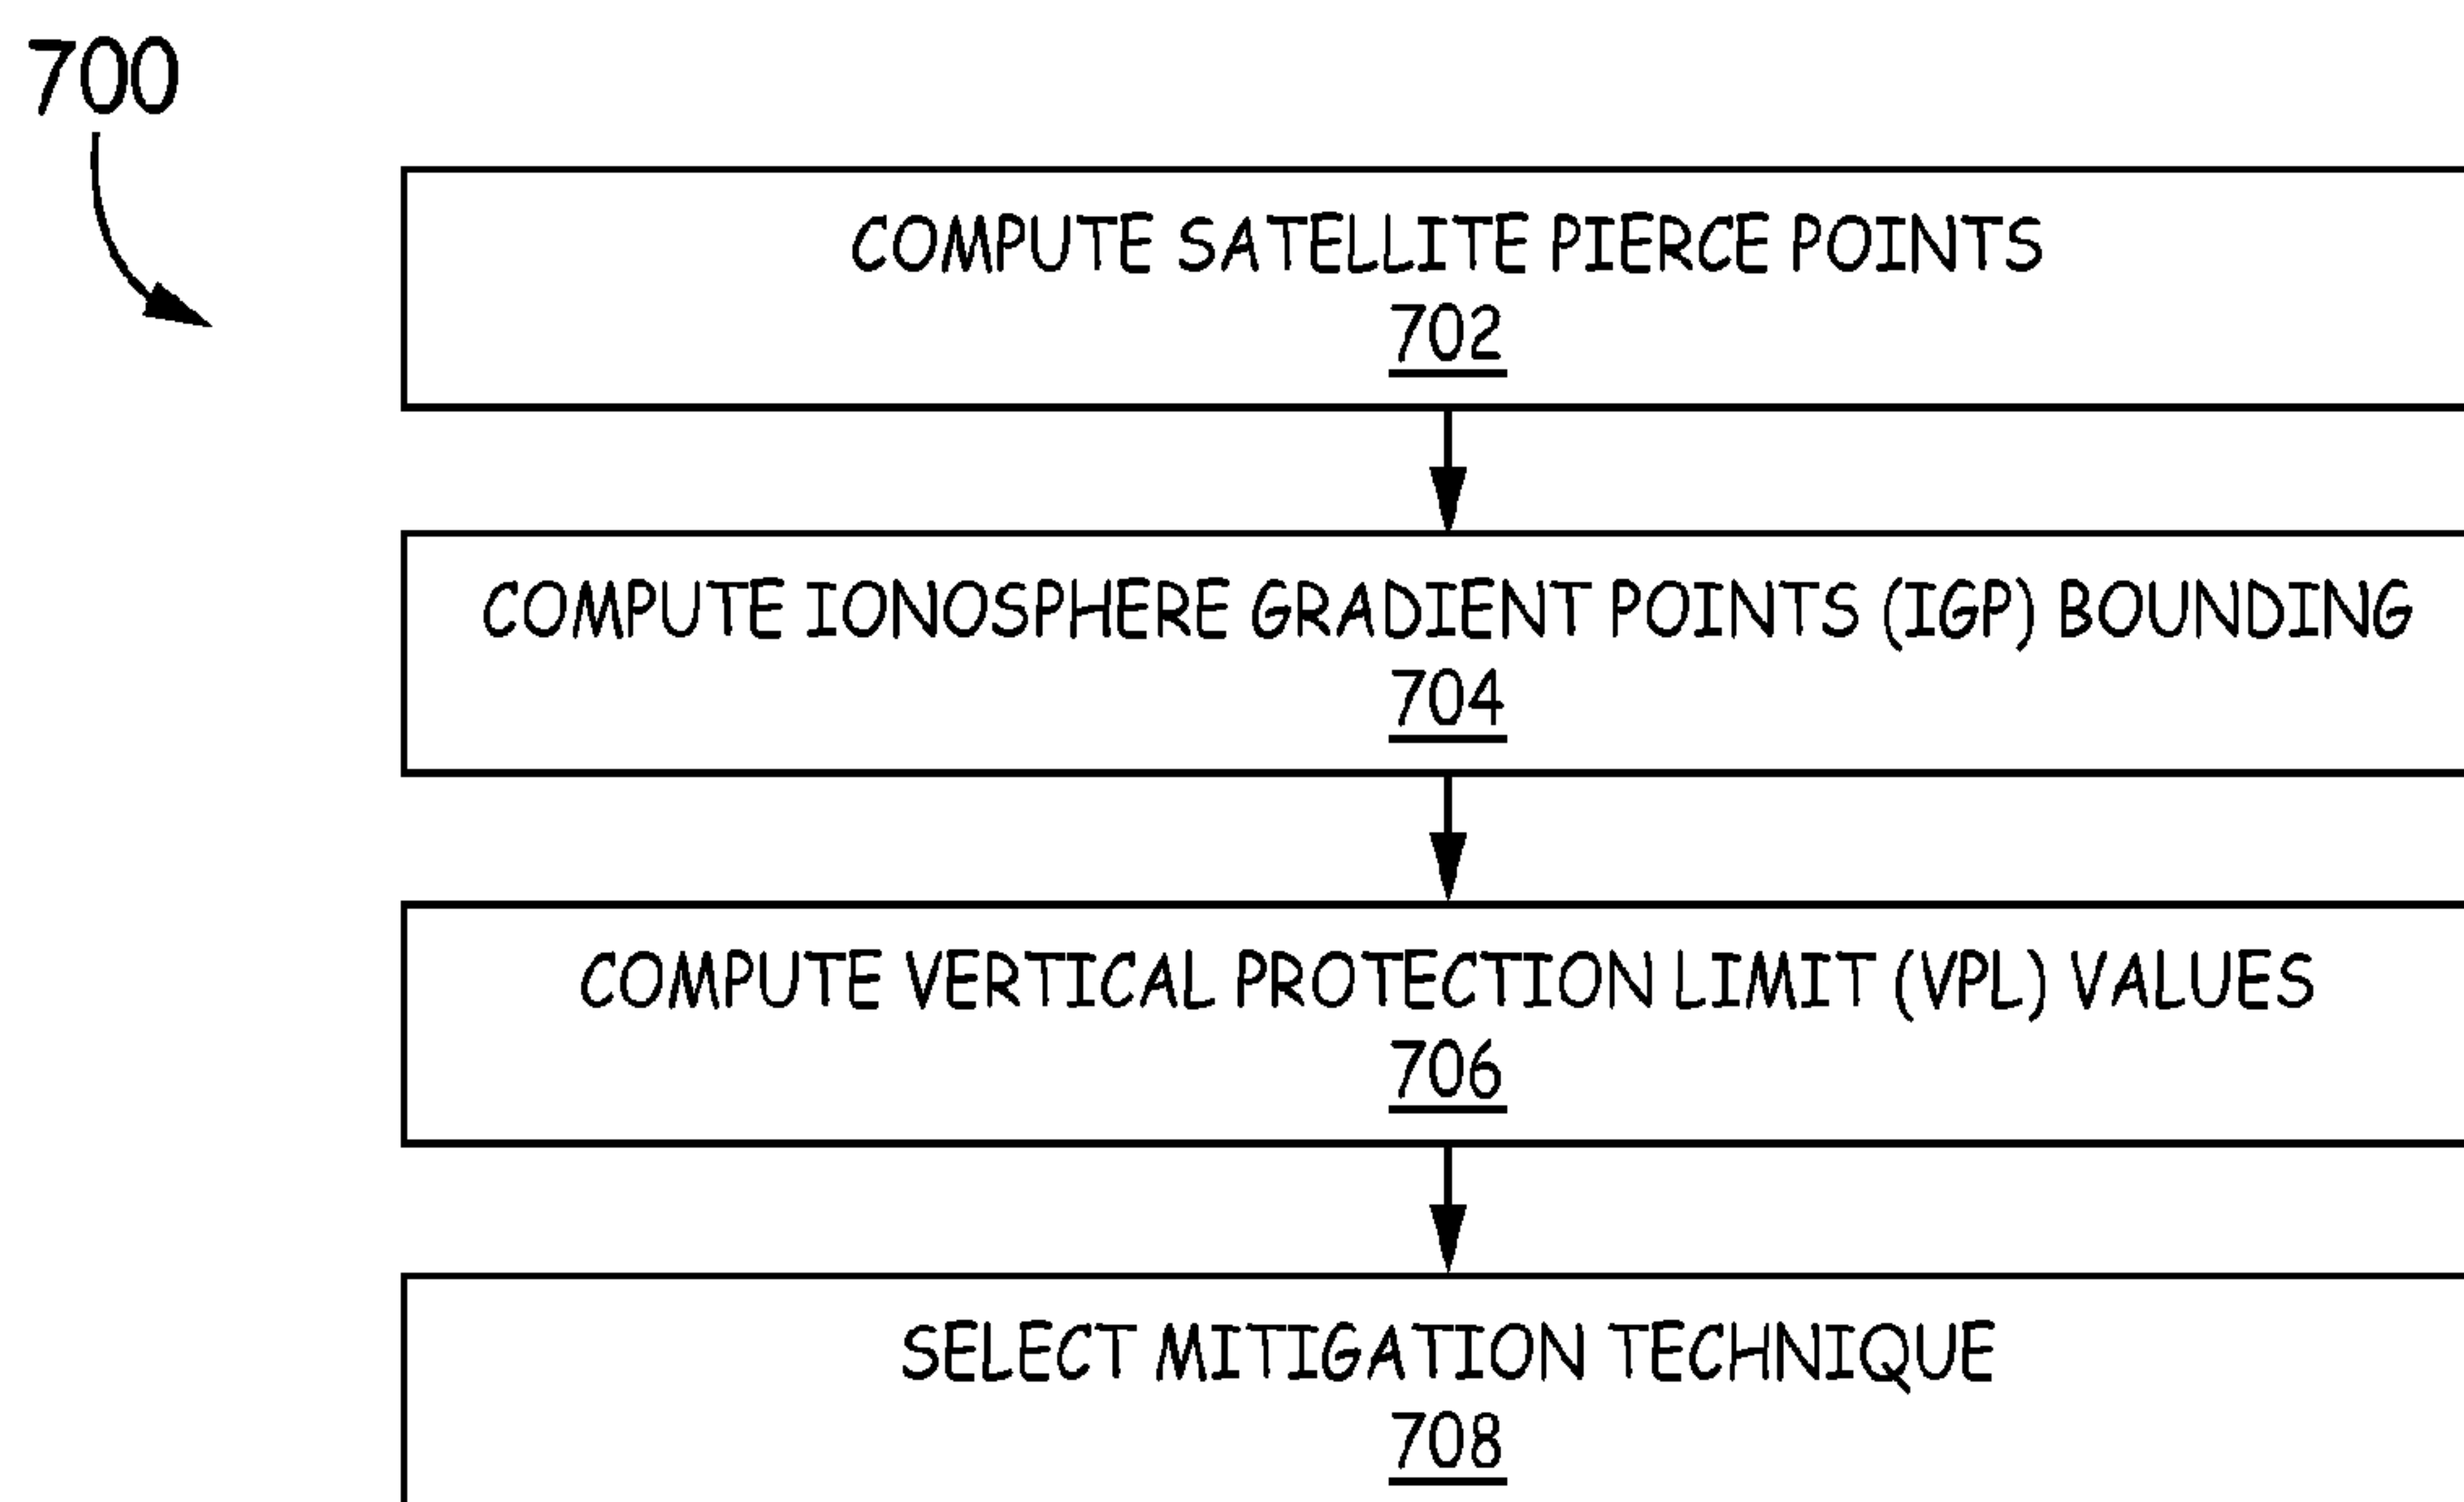 700
COMPUTE SATELLITE PIERCE POINTS
702
COMPUTE IONOSPHERE GRADIENT POINTS (IGP) BOUNDING
704
COMPUTE VERTICAL PROTECTION LIMIT (VPL) VALUES
706
SELECT MITIGATION TECHNIQUE
708